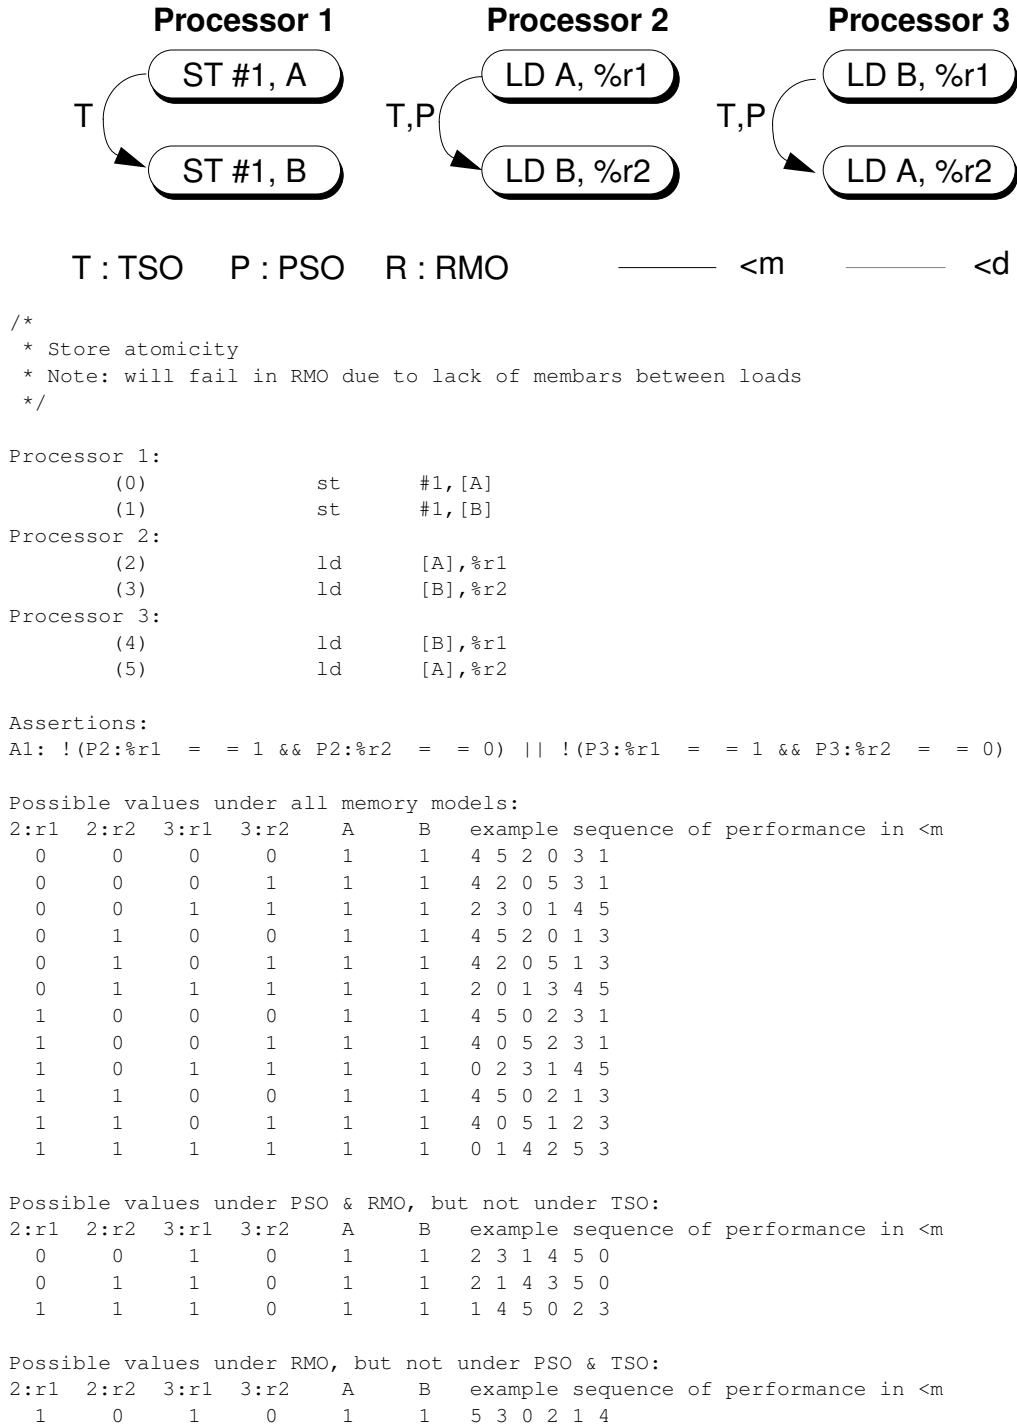 Processor 1 Processor 2 Processor 3
ST #1, A LD A, %r1 LD B, %r1
T T,P T,P
ST #1, B LD B, %r2 LD A, %r2
T : TSO P : PSO R : RMO <m <d
/*
* Store atomicity
* Note: will fail in RMO due to lack of membars between loads
*/
Processor 1:
(0) st #1,[A]
(1) st #1,[B]
Processor 2:
(2) ld [A],%r1
(3) ld [B],%r2
Processor 3:
(4) ld [B],%r1
(5) ld [A],%r2
Assertions:
A1: !(P2:%r1 = = 1 && P2:%r2 = = 0) || !(P3:%r1 = = 1 && P3:%r2 = = 0)
Possible values under all memory models:
2:r1 2:r2 3:r1 3:r2 A B example sequence of performance in <m
0 0 0 0 1 1 4 5 2 0 3 1
0 0 0 1 1 1 4 2 0 5 3 1
0 0 1 1 1 1 2 3 0 1 4 5
0 1 0 0 1 1 4 5 2 0 1 3
0 1 0 1 1 1 4 2 0 5 1 3
0 1 1 1 1 1 2 0 1 3 4 5
1 0 0 0 1 1 4 5 0 2 3 1
1 0 0 1 1 1 4 0 5 2 3 1
1 0 1 1 1 1 0 2 3 1 4 5
1 1 0 0 1 1 4 5 0 2 1 3
1 1 0 1 1 1 4 0 5 1 2 3
1 1 1 1 1 1 0 1 4 2 5 3
Possible values under PSO & RMO, but not under TSO:
2:r1 2:r2 3:r1 3:r2 A B example sequence of performance in <m
0 0 1 0 1 1 2 3 1 4 5 0
0 1 1 0 1 1 2 1 4 3 5 0
1 1 1 0 1 1 1 4 5 0 2 3
Possible values under RMO, but not under PSO & TSO:
2:r1 2:r2 3:r1 3:r2 A B example sequence of performance in <m
1 0 1 0 1 1 5 3 0 2 1 4